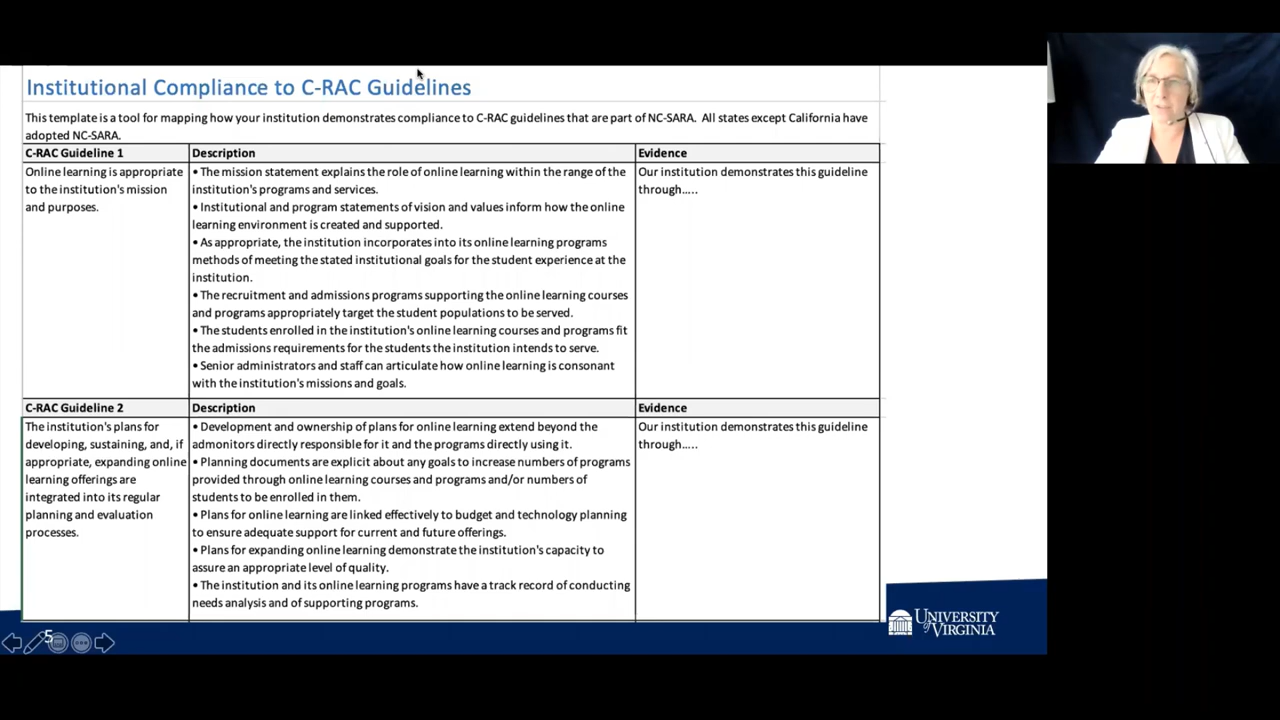 Institutional Compliance to C-RAC Guidelines
This template is a tool for mapping how your institution demonstrates compliance to C-RAC guidelines that are part of NC-SARA. All states except California have
adopted NC-SARA.
C-RAC Guideline 1
Description
Evidence
Online learning is appropriate
to the institution's mission
and purposes.
• The mission statement explains the role of online learning within the range of the
institution's programs and services.
• Institutional and program statements of vision and values inform how the online
learning environment is created and supported.
• As appropriate, the institution incorporates into its online learning programs
methods of meeting the stated institutional goals for the student experience at the
institution.
• The recruitment and admissions programs supporting the online learning courses
and programs appropriately target the student populations to be served.
• The students enrolled in the institution's online learning courses and programs fit
the admissions requirements for the students the institution intends to serve.
• Senior administrators and staff can articulate how online learning is consonant
with the institution's missions and goals.
Our institution demonstrates this guideline
through.....
C-RAC Guideline 2
Description
Evidence
The institution's plans for
developing, sustaining, and, if
appropriate, expanding online
learning offerings are
integrated into its regular
planning and evaluation
processes.
• Development and ownership of plans for online learning extend beyond the
admonitors directly responsible for it and the programs directly using it.
• Planning documents are explicit about any goals to increase numbers of programs
provided through online learning courses and programs and/or numbers of
students to be enrolled in them.
• Plans for online learning are linked effectively to budget and technology planning
to ensure adequate support for current and future offerings.
• Plans for expanding online learning demonstrate the institution's capacity to
assure an appropriate level of quality.
• The institution and its online learning programs have a track record of conducting
needs analysis and of supporting programs.
Our institution demonstrates this guideline
through.....
5
UNIVERSITY
of VIRGINIA